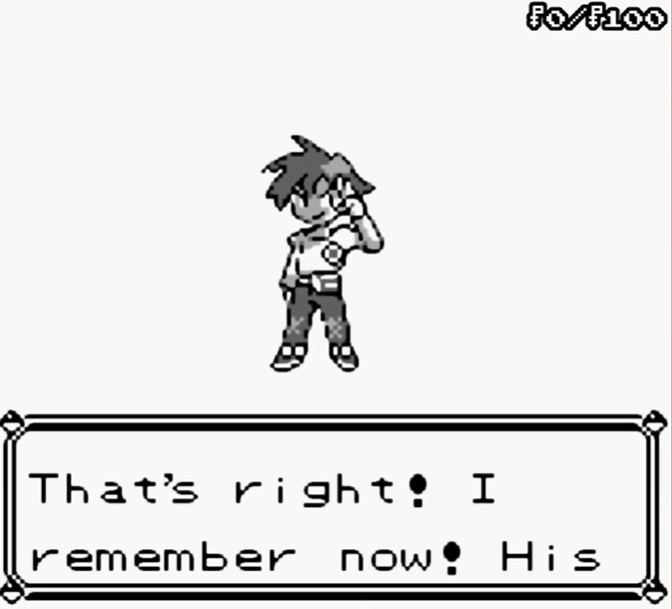 ₽0/₽100
That's right! I
remember now! His